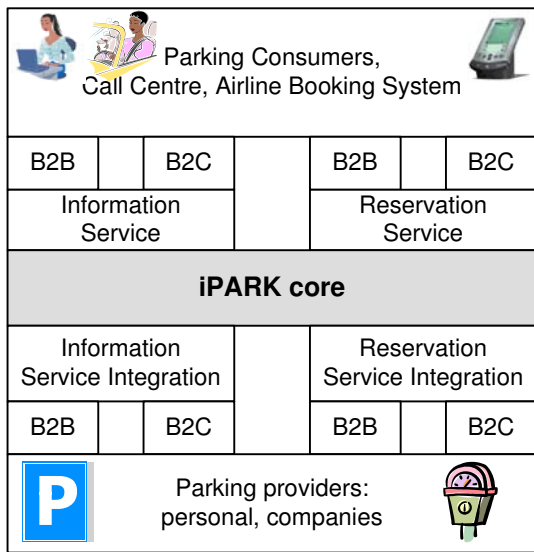 Parking Consumers,
Call Centre, Airline Booking System
B2B B2C B2B B2C
Information Reservation
Service Service
iPARK core
Information Reservation
Service Integration Service Integration
B2B B2C B2B B2C
P
Parking providers:
personal, companies